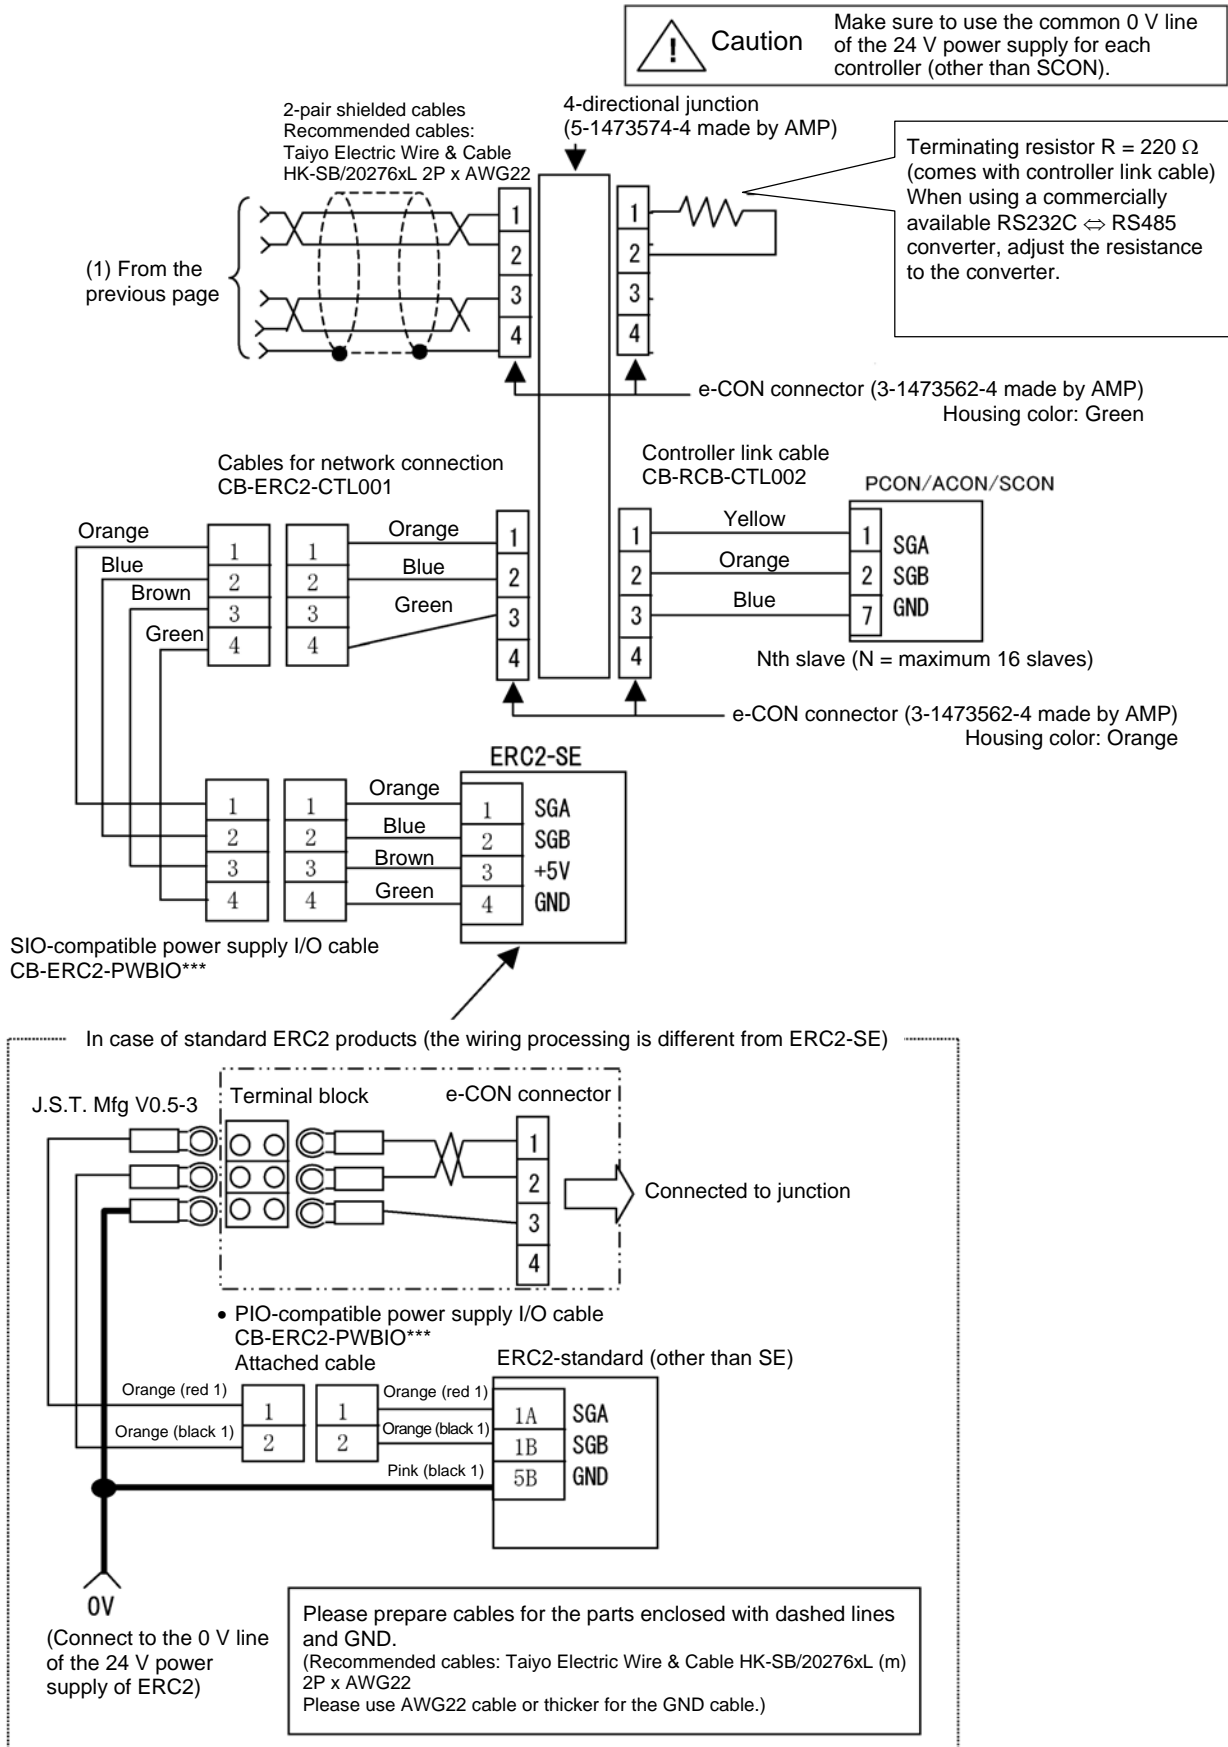 Caution
Make sure to use the common 0 V line
of the 24 V power supply for each
controller (other than SCON).
2-pair shielded cables
Recommended cables:
Taiyo Electric Wire & Cable
HK-SB/20276xL 2P x AWG22
4-directional junction
(5-1473574-4 made by AMP)
Terminating resistor R = 220 Ω
(comes with controller link cable)
When using a commercially
available RS232C ⇔ RS485
converter, adjust the resistance
to the converter.
(1) From the
previous page
1
2
3
4
1
2
3
4
e-CON connector (3-1473562-4 made by AMP)
Housing color: Green
Cables for network connection
CB-ERC2-CTL001
Controller link cable
CB-RCB-CTL002
PCON/ACON/SCON
Orange
Blue
Brown
Green
1
2
3
4
1
2
3
4
Orange
Blue
Green
1
2
3
4
1
2
3
4
Yellow
Orange
Blue
1 SGA
2 SGB
7 GND
Nth slave (N = maximum 16 slaves)
e-CON connector (3-1473562-4 made by AMP)
Housing color: Orange
ERC2-SE
1
2
3
4
1
2
3
4
Orange
Blue
Brown
Green
1 SGA
2 SGB
3 +5V
4 GND
SIO-compatible power supply I/O cable
CB-ERC2-PWBIO***
In case of standard ERC2 products (the wiring processing is different from ERC2-SE)
J.S.T. Mfg V0.5-3
Terminal block
e-CON connector
1
2
3
4
Connected to junction
• PIO-compatible power supply I/O cable
CB-ERC2-PWBIO***
Attached cable
ERC2-standard (other than SE)
Orange (red 1)
Orange (black 1)
1
2
1
2
Orange (red 1)
Orange (black 1)
Pink (black 1)
1A SGA
1B SGB
5B GND
0V
(Connect to the 0 V line
of the 24 V power
supply of ERC2)
Please prepare cables for the parts enclosed with dashed lines
and GND.
(Recommended cables: Taiyo Electric Wire & Cable HK-SB/20276xL (m)
2P x AWG22
Please use AWG22 cable or thicker for the GND cable.)